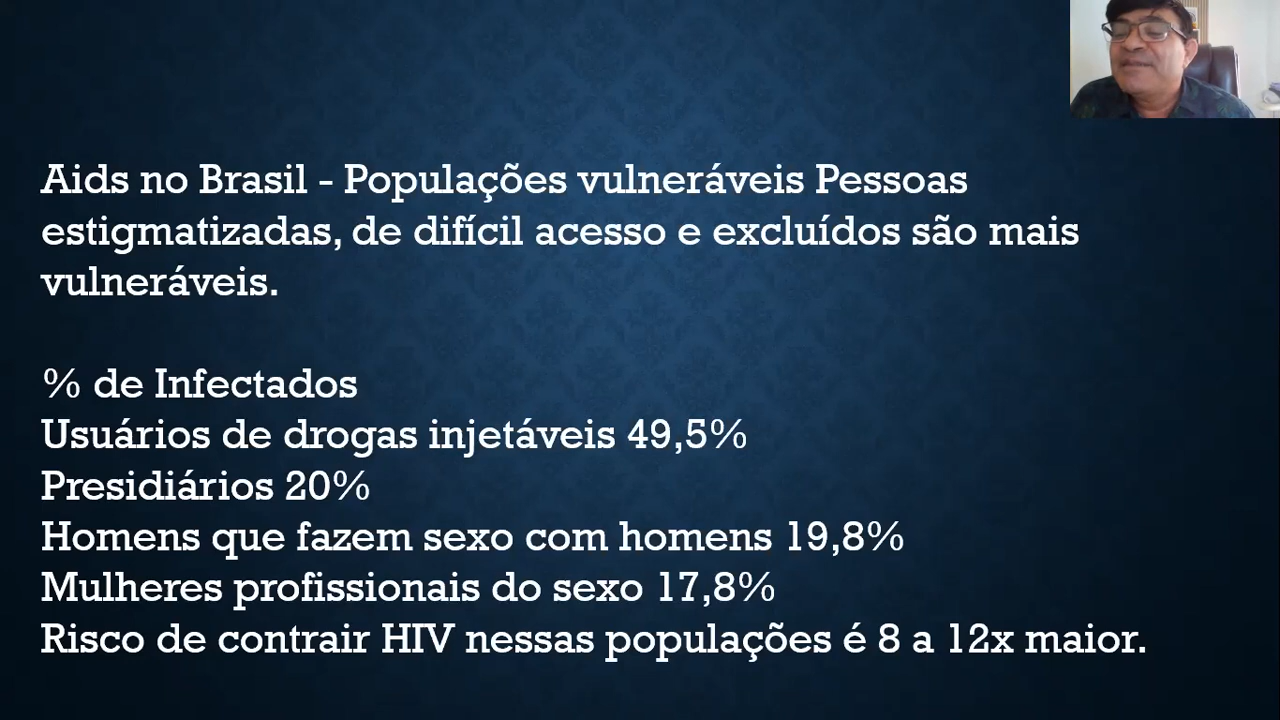 Aids no Brasil - Populações vulneráveis Pessoas
estigmatizadas, de difícil acesso e excluídos são mais
vulneráveis.
% de Infectados
Usuários de drogas injetáveis 49,5%
Presidiários 20%
Homens que fazem sexo com homens 19,8%
Mulheres profissionais do sexo 17,8%
Risco de contrair HIV nessas populações é 8 a 12x maior.